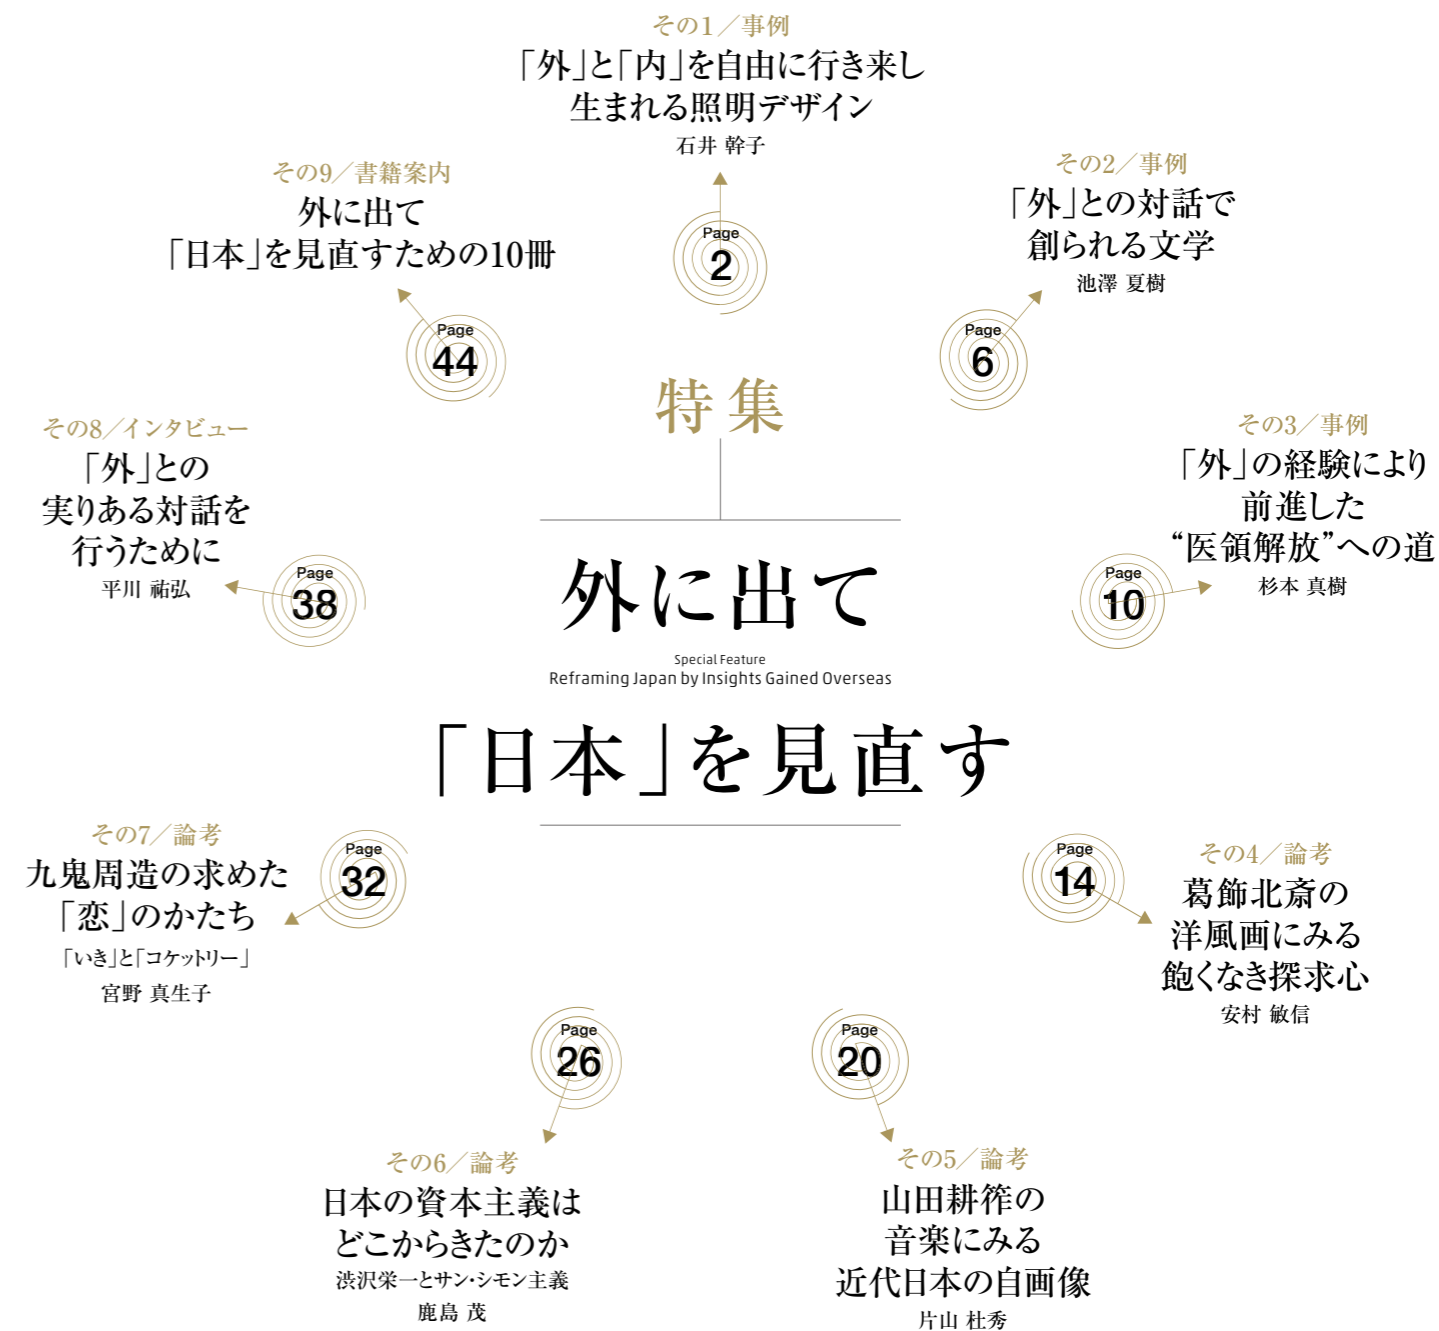 特集
外に出て
Special Feature
Reframing Japan by Insights Gained Overseas
「日本」を見直す
その1／事例
「外」と「内」を自由に行き来し
生まれる照明デザイン
石井 幹子
Page
2
その2／事例
「外」との対話で
創られる文学
池澤 夏樹
Page
6
その3／事例
「外」の経験により
前進した
“医領解放”への道
杉本 真樹
Page
10
その4／論考
葛飾北斎の
洋風画にみる
飽くなき探求心
安村 敏信
Page
14
その5／論考
山田耕筰の
音楽にみる
近代日本の自画像
片山 杜秀
Page
20
その6／論考
日本の資本主義は
どこからきたのか
渋沢栄一とサン・シモン主義
鹿島 茂
Page
26
その7／論考
九鬼周造の求めた
「恋」のかたち
「いき」と「コケットリー」
宮野 真生子
Page
32
その8／インタビュー
「外」との
実りある対話を
行うために
平川 祐弘
Page
38
その9／書籍案内
外に出て
「日本」を見直すための10冊
Page
44